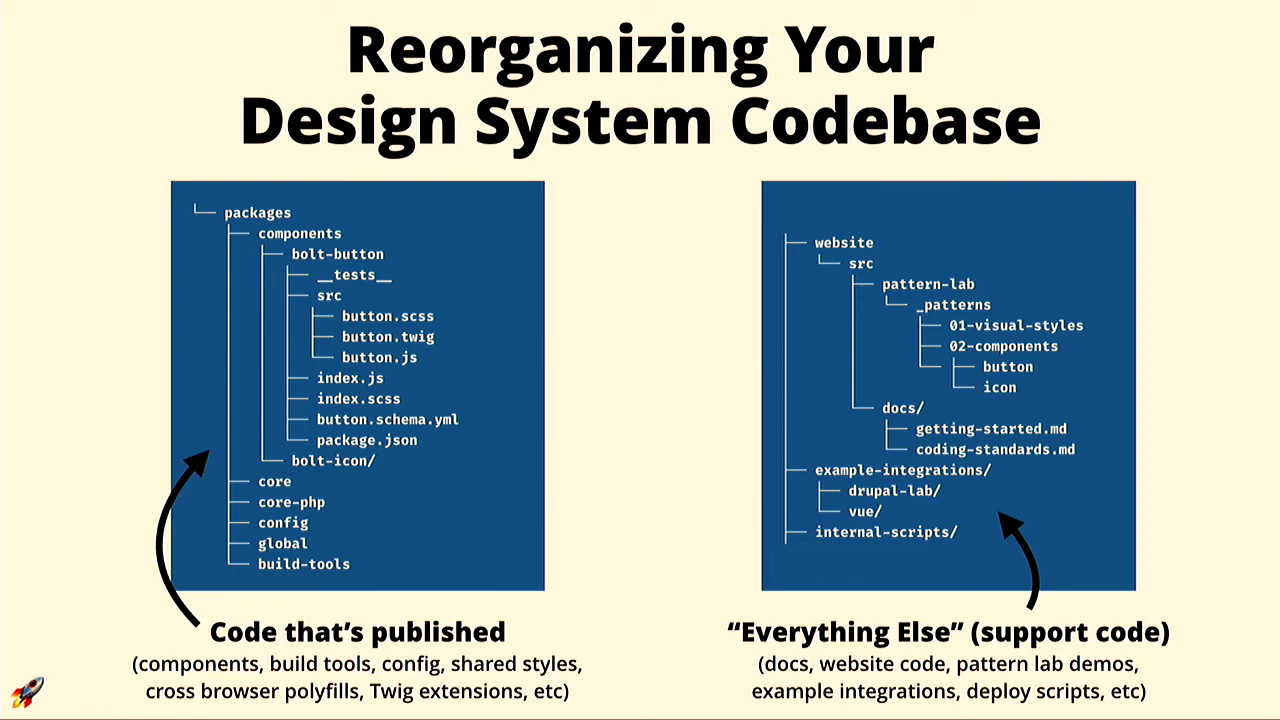 Reorganizing Your
Design System Codebase
packages
components
bolt-button
__tests__
src
button.scss
button.twig
button.js
index.js
index.scss
button.schema.yml
package.json
bolt-icon/
core
core-php
config
global
build-tools
Code that’s published
(components, build tools, config, shared styles,
cross browser polyfills, Twig extensions, etc)
website
src
pattern-lab
_patterns
01-visual-styles
02-components
button
icon
docs/
getting-started.md
coding-standards.md
example-integrations/
drupal-lab/
vue/
internal-scripts/
“Everything Else” (support code)
(docs, website code, pattern lab demos,
example integrations, deploy scripts, etc)